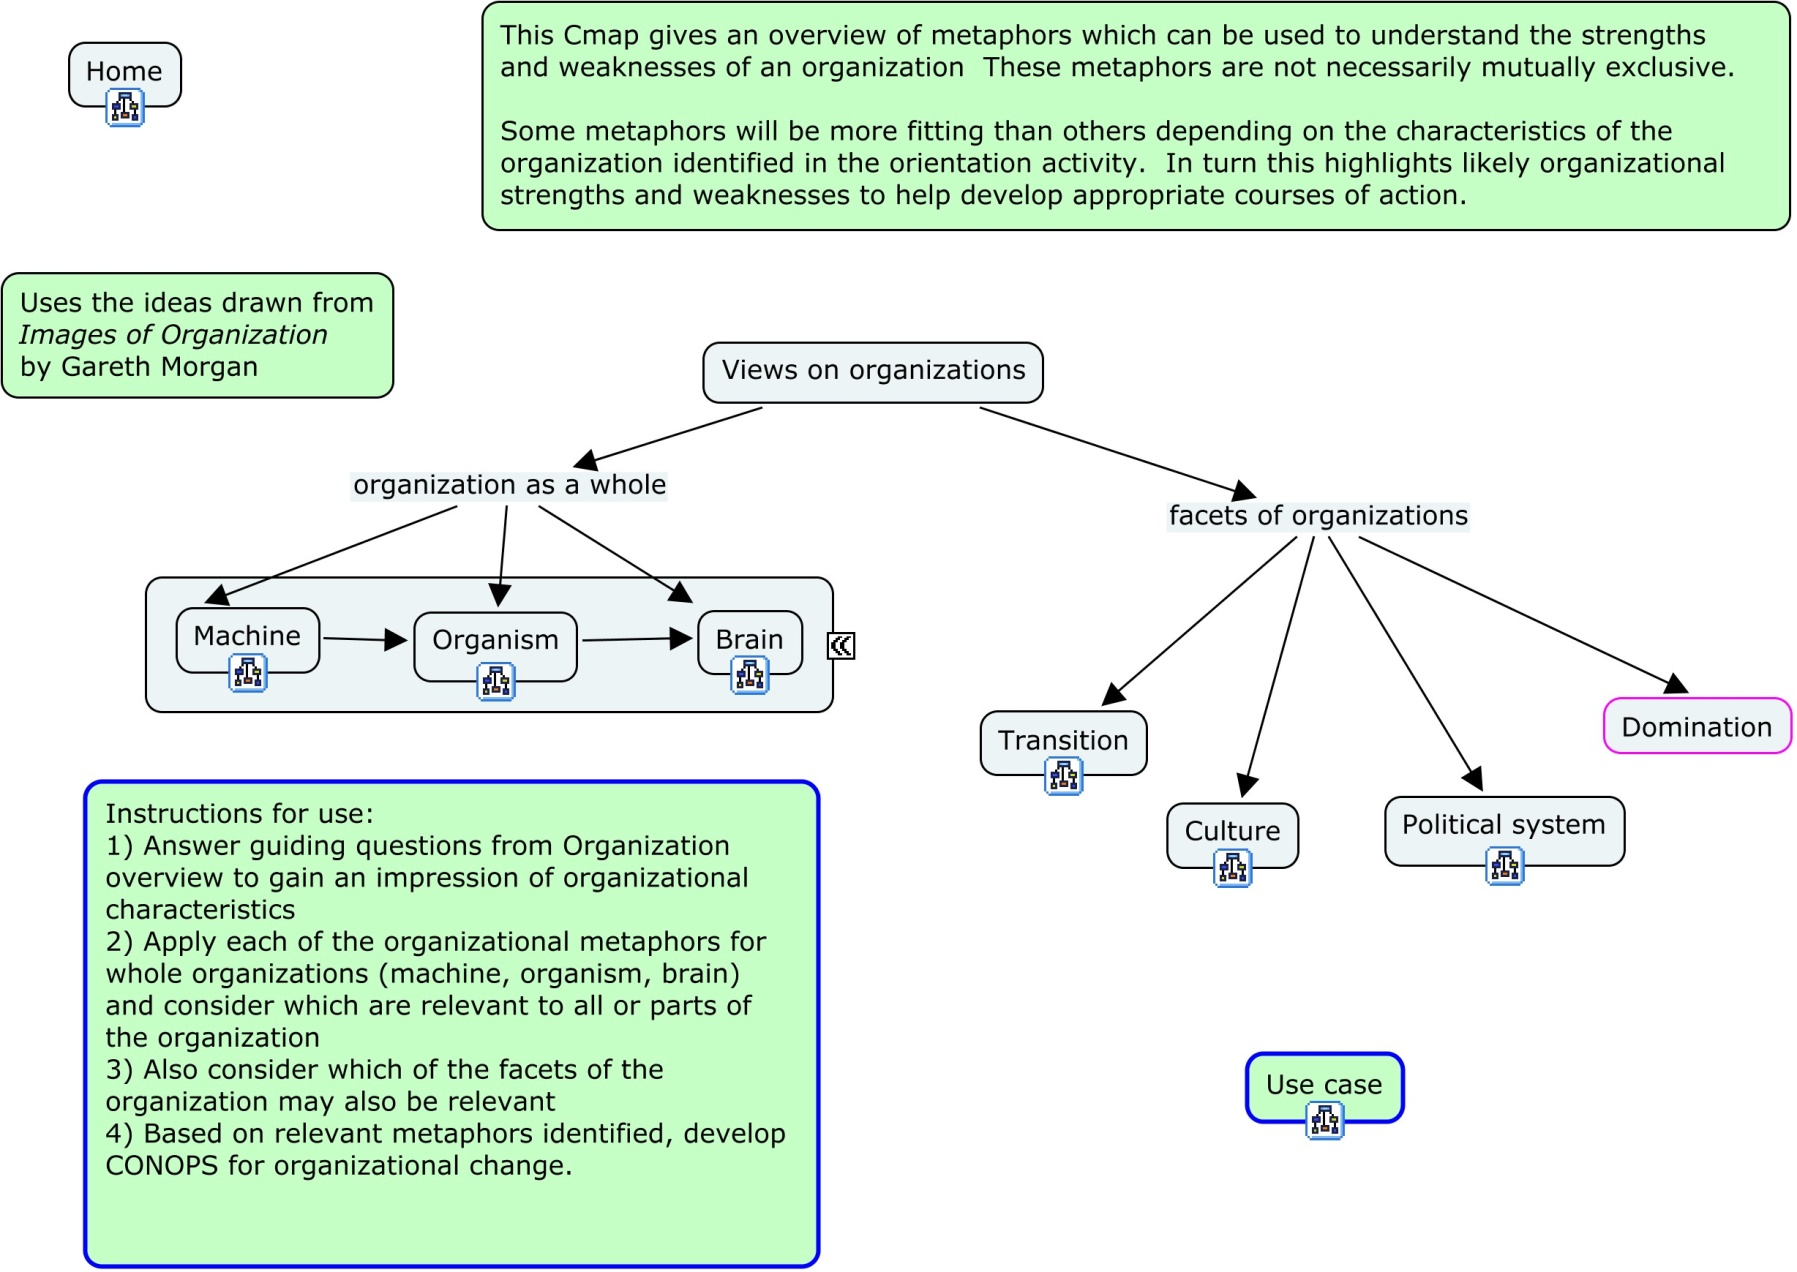 Home
This Cmap gives an overview of metaphors which can be used to understand the strengths
and weaknesses of an organization  These metaphors are not necessarily mutually exclusive.
Some metaphors will be more fitting than others depending on the characteristics of the
organization identified in the orientation activity.  In turn this highlights likely organizational
strengths and weaknesses to help develop appropriate courses of action.
Uses the ideas drawn from
Images of Organization
by Gareth Morgan
Views on organizations
organization as a whole
facets of organizations
Machine
Organism
Brain
Transition
Culture
Political system
Domination
Instructions for use:
1) Answer guiding questions from Organization
overview to gain an impression of organizational
characteristics
2) Apply each of the organizational metaphors for
whole organizations (machine, organism, brain)
and consider which are relevant to all or parts of
the organization
3) Also consider which of the facets of the
organization may also be relevant
4) Based on relevant metaphors identified, develop
CONOPS for organizational change.
Use case